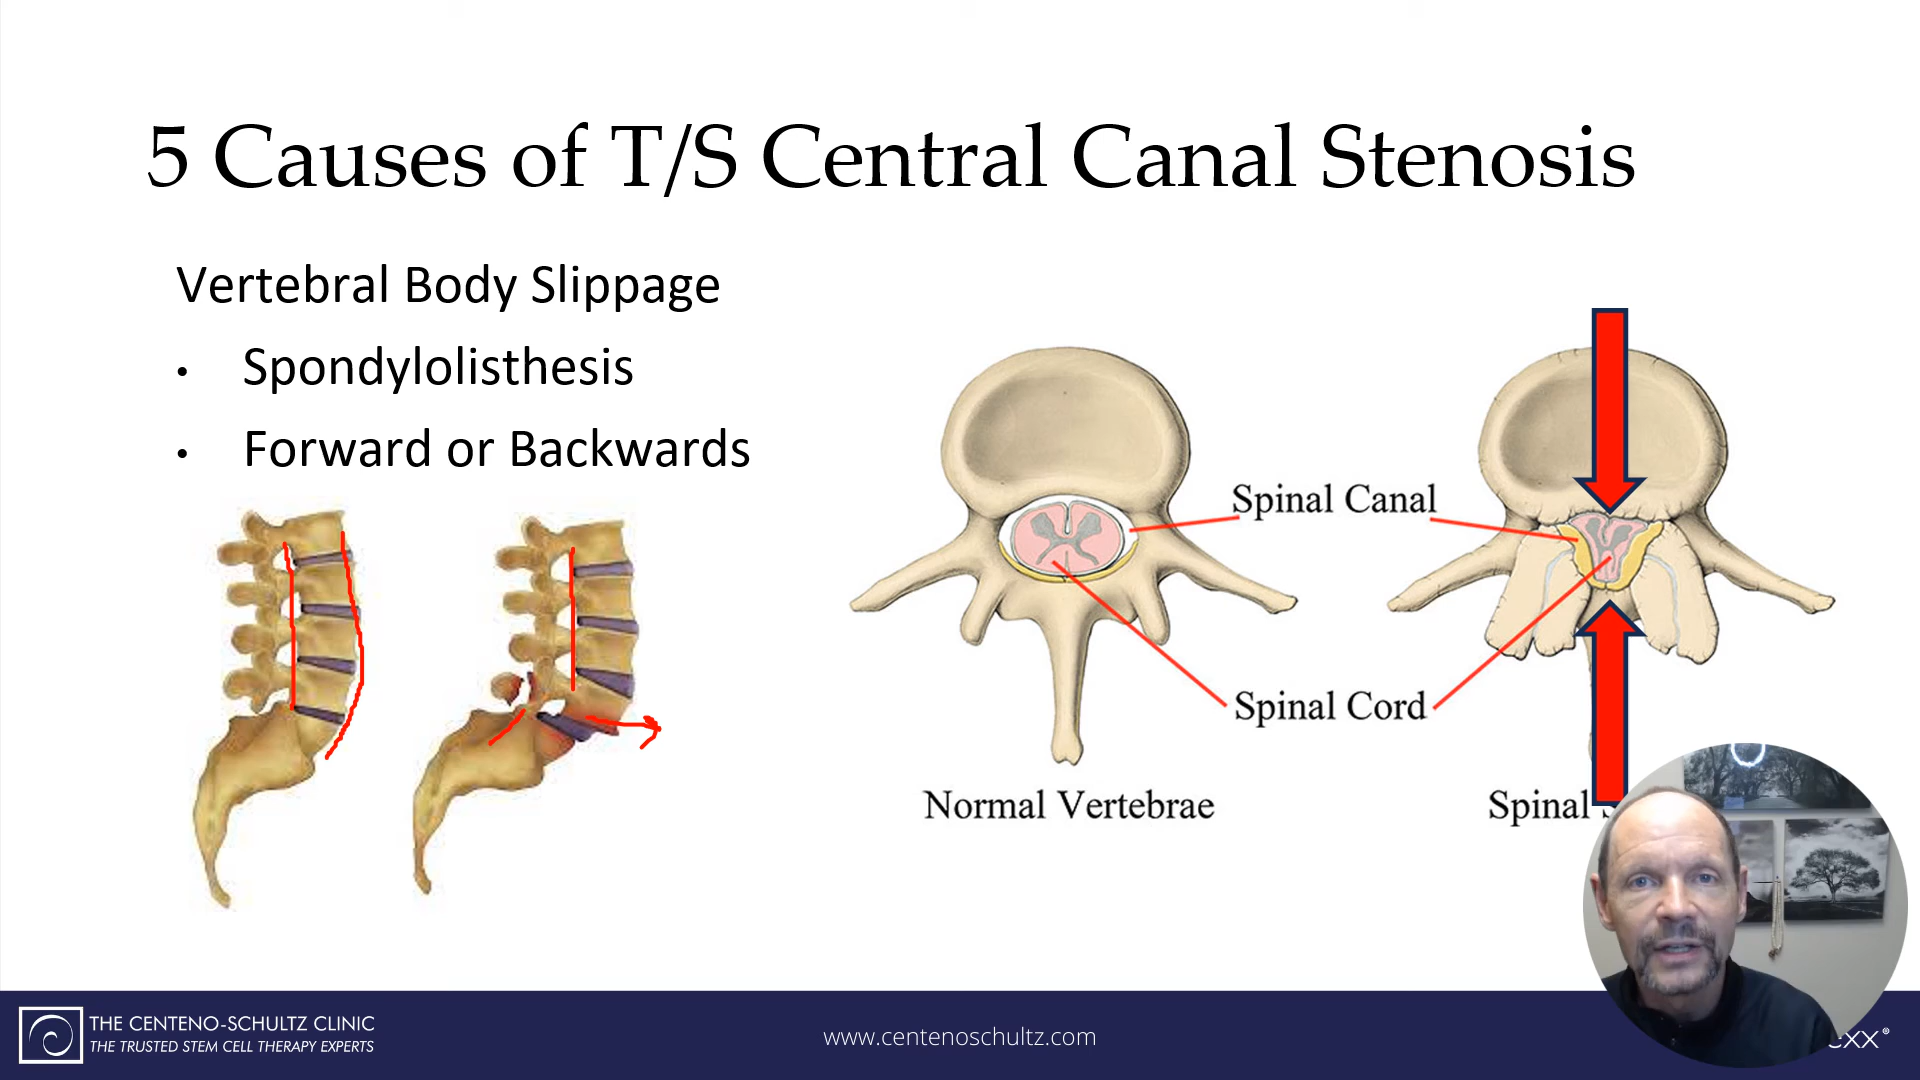 5 Causes of T/S Central Canal Stenosis
Vertebral Body Slippage
• Spondylolisthesis
• Forward or Backwards
Spinal Canal
Spinal Cord
Normal Vertebrae
Spinal
THE CENTENO-SCHULTZ CLINIC
THE TRUSTED STEM CELL THERAPY EXPERTS
www.centenoschultz.com
exx®